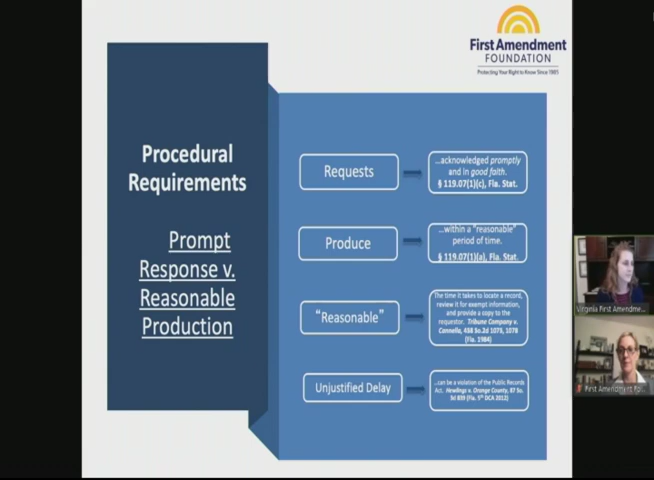 First Amendment
FOUNDATION
Protecting Your Right to Know Since 1985
Procedural
Requirements
Prompt
Response v.
Reasonable
Production
Requests
...acknowledged promptly
and in good faith.
§ 119.07(1)(c), Fla. Stat.
Produce
...within a "reasonable"
period of time.
§ 119.07(1)(a), Fla. Stat.
"Reasonable"
The time it takes to locate a record,
review it for exempt information,
and provide a copy to the
requestor. Tribune Company v.
Cannella, 438 So.2d 1075, 1078
(Fla. 1984)
Unjustified Delay
...can be a violation of the Public Records
Act. Hewlings v. Orange County, 87 So.
3d 839 (Fla. 5th DCA 2012)
Virginia First Amendme...
First Amendment Fo...